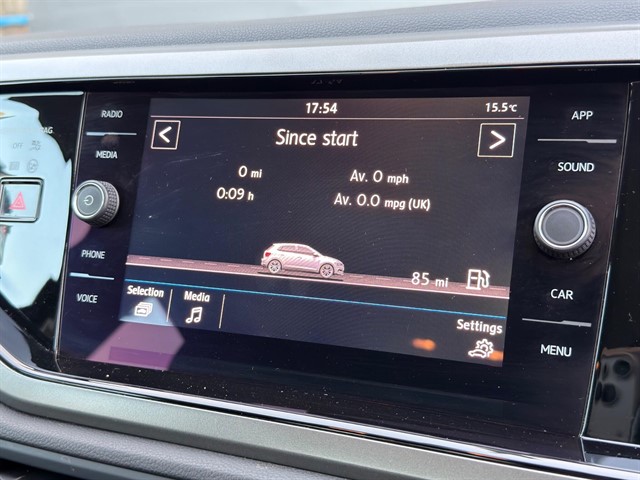 17:54
15.5°C
Since start
0 mi
Av. 0 mph
0:09 h
Av. 0.0 mpg (UK)
85 mi
Selection
Media
Settings
RADIO
MEDIA
PHONE
VOICE
APP
SOUND
CAR
MENU
OFF